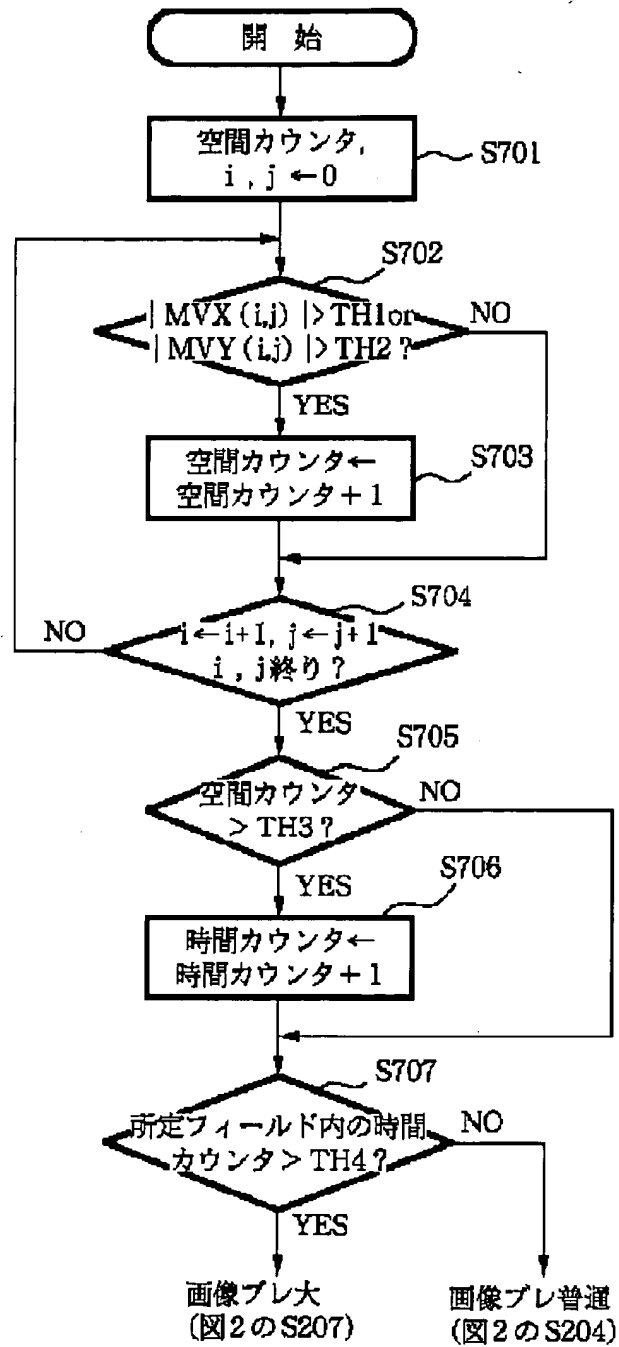 開 始
空間カウンタ,
i , j ←0
S701
S702
| MVX (i,j) |>TH1or
| MVY (i,j) |>TH2 ?
NO
YES
空間カウンタ←
空間カウンタ+1
S703
S704
i←i+1, j←j+1
i , j終り ?
NO
YES
S705
空間カウンタ
> TH3 ?
NO
YES
S706
時間カウンタ←
時間カウンタ+1
S707
所定フィールド内の時間
カウンタ> TH4 ?
NO
YES
画像ブレ大
(図2のS207)
画像ブレ普通
(図2のS204)